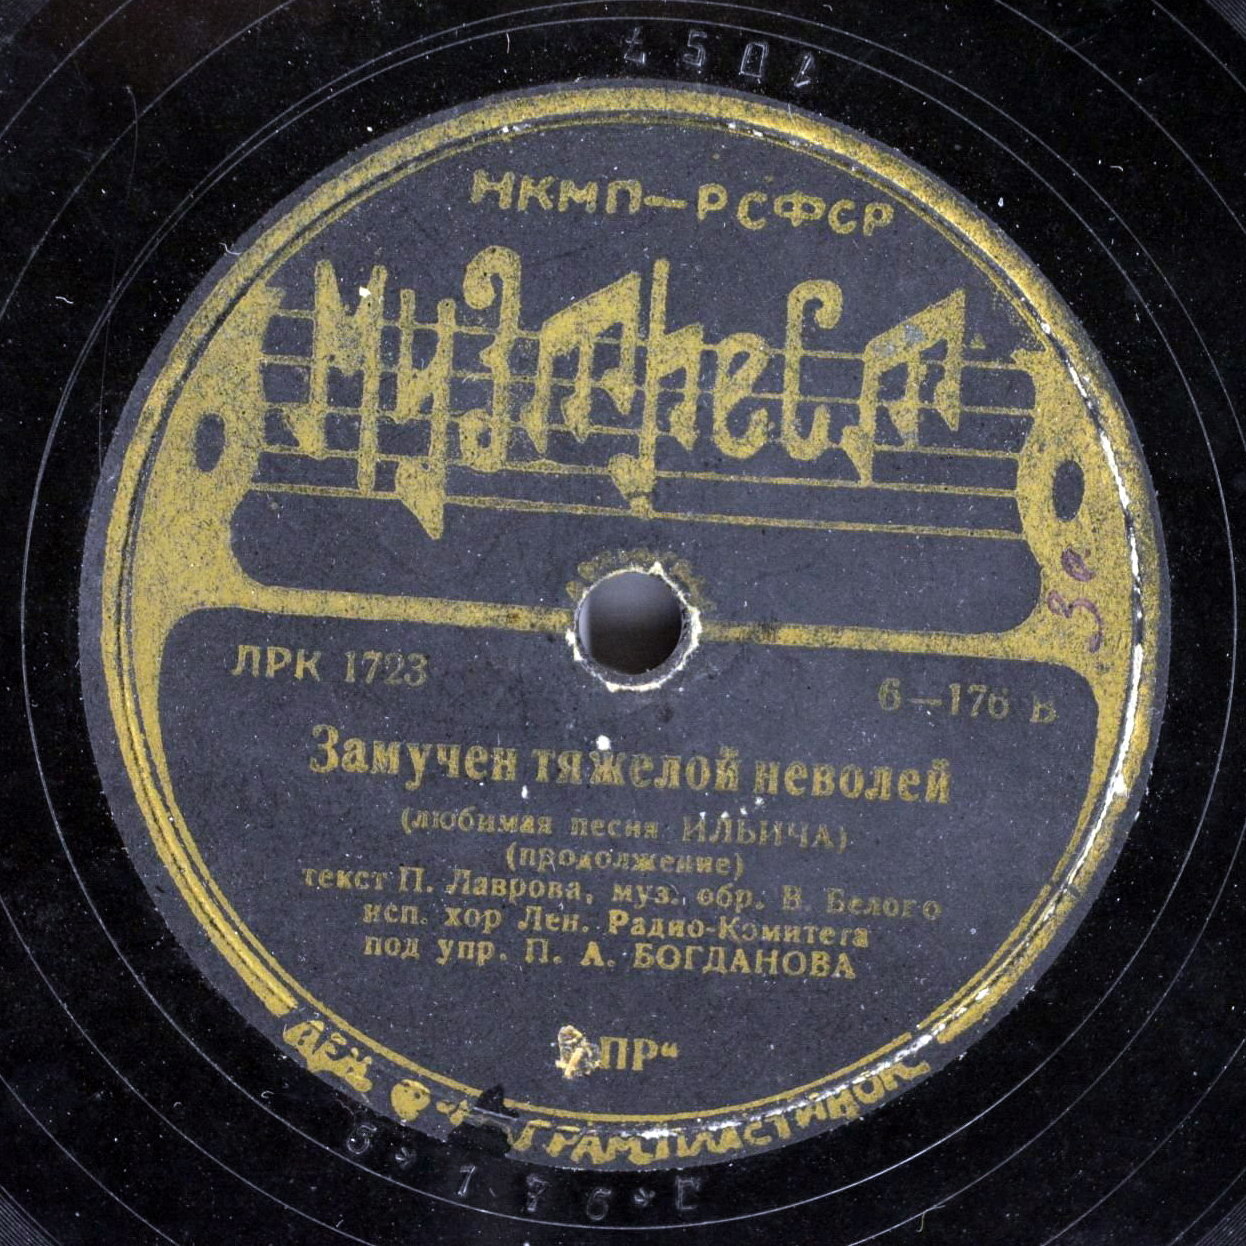 НКМП—РСФСР
Музпред
ЛРК 1723
6—176 в
Замучен тяжелой неволей
(любимая песня ИЛЬИЧА)
(продолжение)
текст П. Лаврова, муз. обр. В. Белого
исп. хор Лен. Радио-Комитета
под упр. П. А. БОГДАНОВА
ПР“
ГРАМПЛАСТИНОК